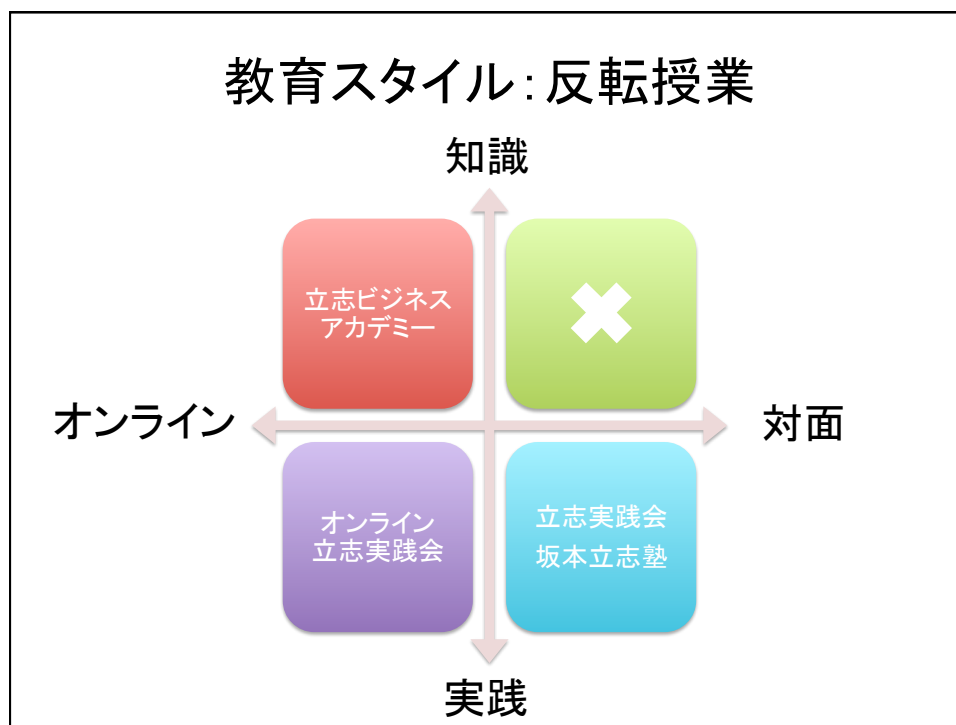 教育スタイル：反転授業
知識
立志ビジネス
アカデミー
オンライン
対面
オンライン
立志実践会
立志実践会
坂本立志塾
実践